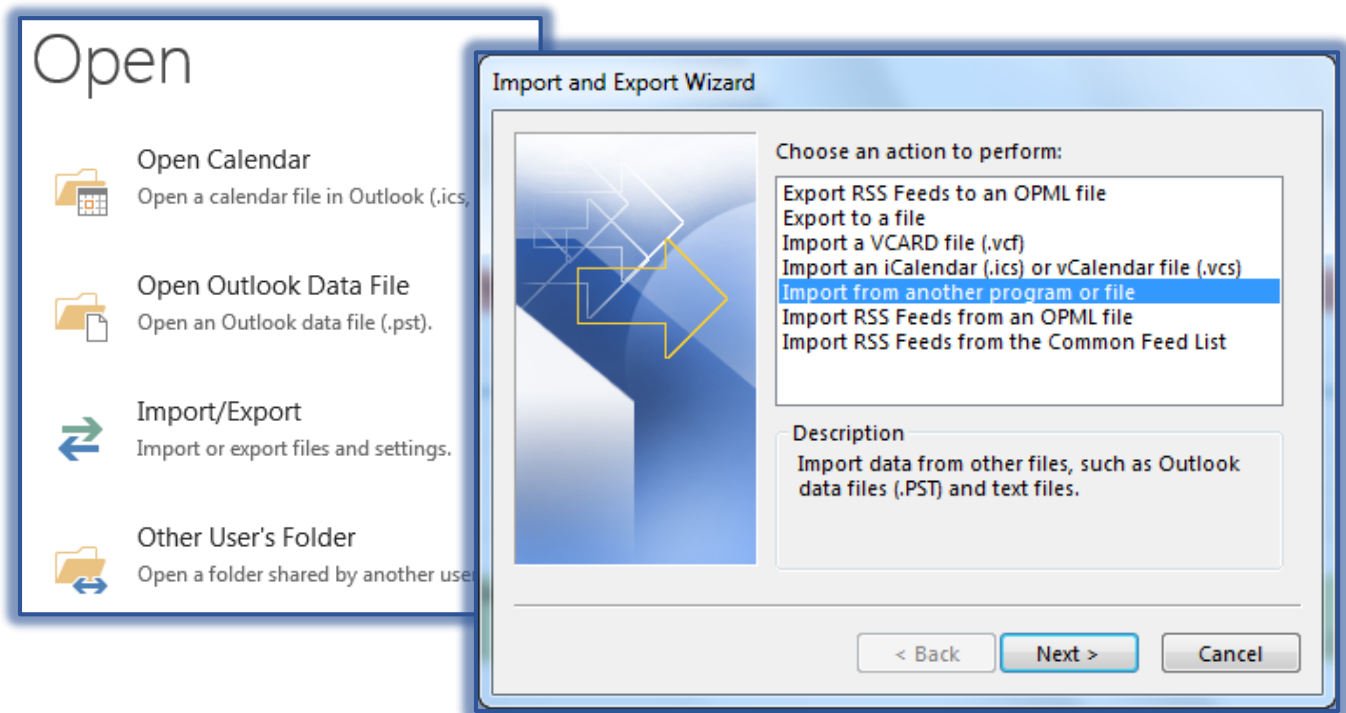 Open
Open Calendar
Open a calendar file in Outlook (.ics,
Open Outlook Data File
Open an Outlook data file (.pst).
Import/Export
Import or export files and settings.
Other User's Folder
Open a folder shared by another user
Import and Export Wizard
Choose an action to perform:
Export RSS Feeds to an OPML file
Export to a file
Import a VCARD file (.vcf)
Import an iCalendar (.ics) or vCalendar file (.vcs)
Import from another program or file
Import RSS Feeds from an OPML file
Import RSS Feeds from the Common Feed List
Description
Import data from other files, such as Outlook
data files (.PST) and text files.
< Back
Next >
Cancel